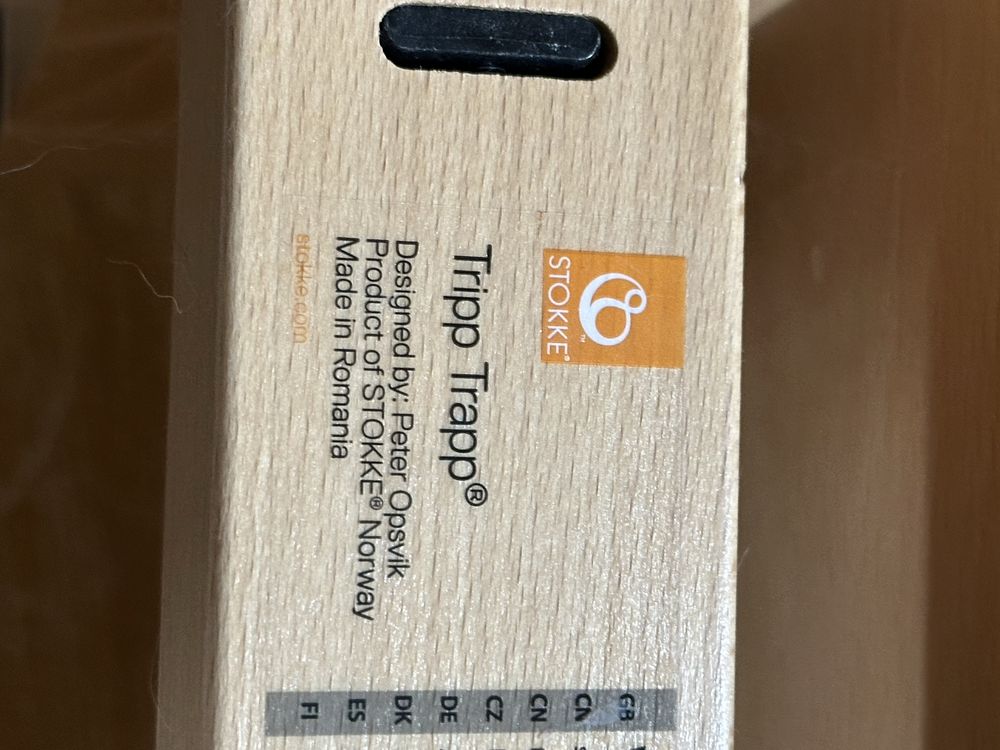 STOKKE®
Tripp Trapp®
Designed by: Peter Opsvik
Product of STOKKE® Norway
Made in Romania
stokke.com
GB
CN
CN
CZ
DE
DK
ES
FI